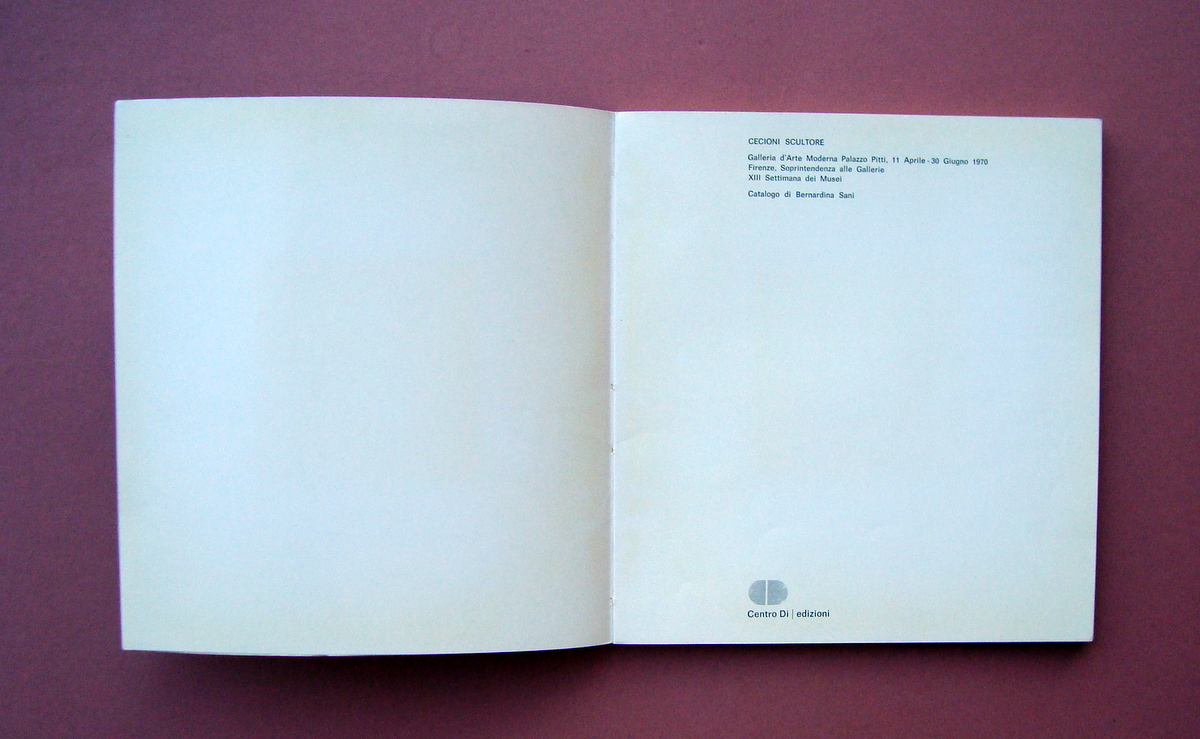 CECIONI SCULTORE
Galleria d'Arte Moderna Palazzo Pitti, 11 Aprile - 30 Giugno 1970
Firenze, Soprintendenza alle Gallerie
XIII Settimana dei Musei
Catalogo di Bernardina Sani
Centro Di | edizioni